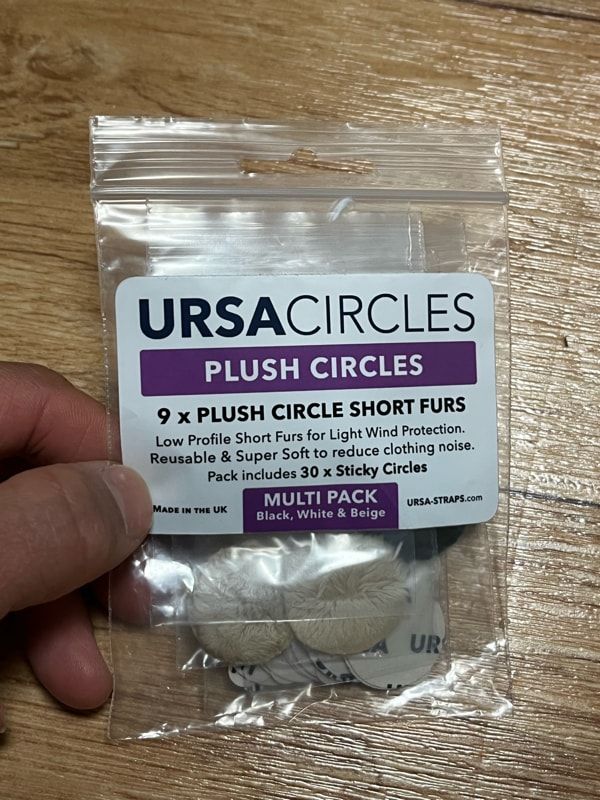 URSACIRCLES
PLUSH CIRCLES
9 x PLUSH CIRCLE SHORT FURS
Low Profile Short Furs for Light Wind Protection.
Reusable & Super Soft to reduce clothing noise.
Pack includes 30 x Sticky Circles
MADE IN THE UK
MULTI PACK
Black, White & Beige
URSA-STRAPS.com